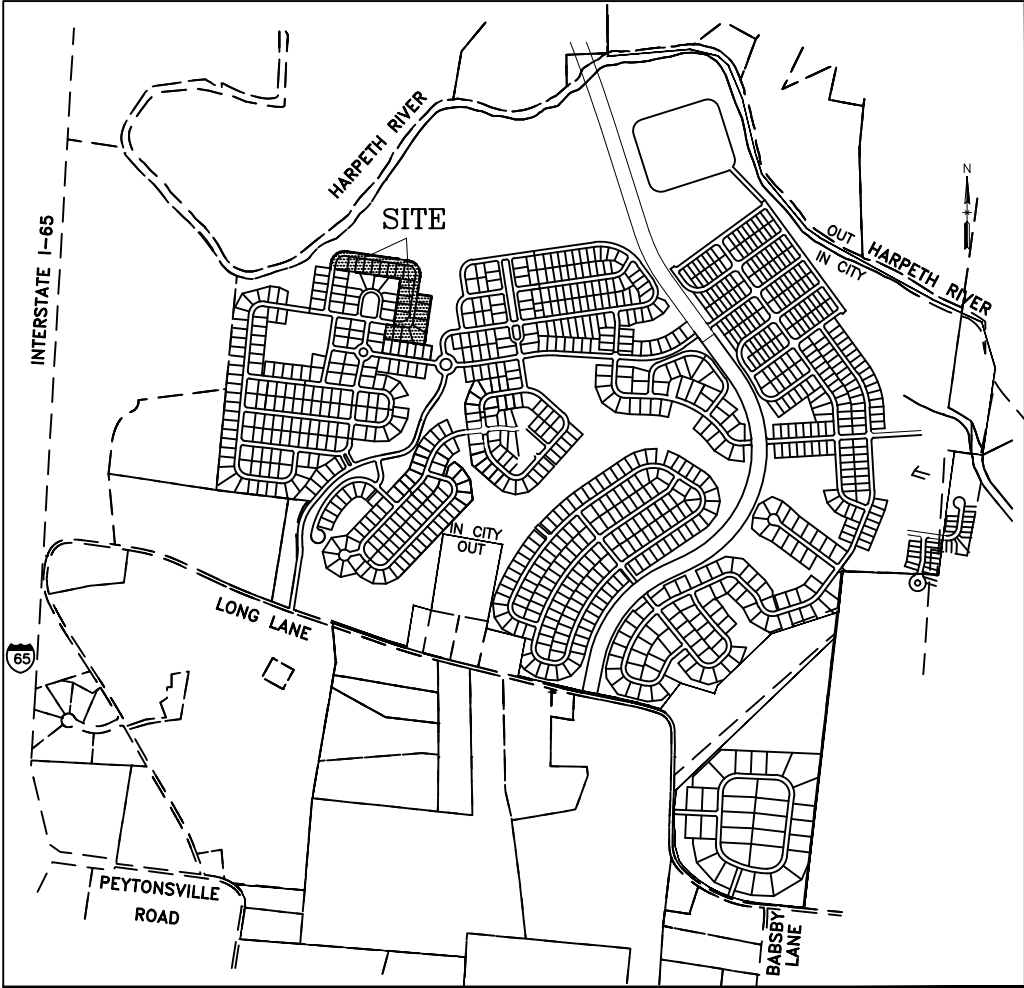 HARPETH RIVER
SITE
N
OUT
IN CITY
HARPETH RIVER
INTERSTATE I-65
IN CITY
OUT
LONG LANE
65
PEYTONSVILLE
ROAD
BABSBY
LANE